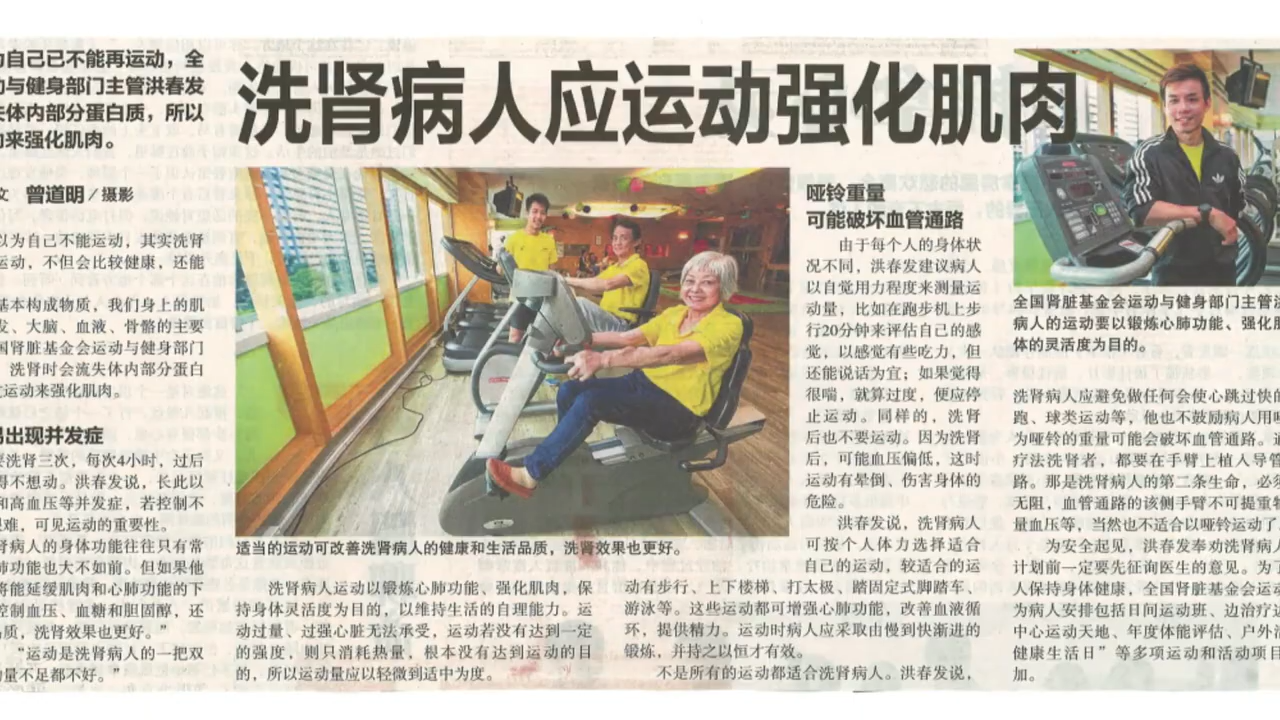 洗肾病人应运动强化肌肉
为自己已不能再运动，全
动与健身部门主管洪春发
失体内部分蛋白质，所以
动来强化肌肉。
文 曾道明／摄影
以为自己不能运动，其实洗肾
运动，不但会比较健康，还能
基本构成物质，我们身上的肌
发、大脑、血液、骨骼的主要
国肾脏基金会运动与健身部门
洗肾时会流失体内部分蛋白
运动来强化肌肉。
易出现并发症
要洗肾三次，每次4小时，过后
得不想动。洪春发说，长此以
和高血压等并发症，若控制不
困难，可见运动的重要性。
肾病人的身体功能往往只有常
肺功能也大不如前。但如果他
将能延缓肌肉和心肺功能的下
控制血压、血糖和胆固醇，还
品质，洗肾效果也更好。”
“运动是洗肾病人的一把双
量不足都不好。”
适当的运动可改善洗肾病人的健康和生活品质，洗肾效果也更好。
洗肾病人运动以锻炼心肺功能、强化肌肉，保
持身体灵活度为目的，以维持生活的自理能力。运
动过量、过强心脏无法承受，运动若没有达到一定
的强度，则只消耗热量，根本没有达到运动的目
的，所以运动量应以轻微到适中为度。
哑铃重量
可能破坏血管通路
由于每个人的身体状
况不同，洪春发建议病人
以自觉用力程度来测量运
动量，比如在跑步机上步
行20分钟来评估自己的感
觉，以感觉有些吃力，但
还能说话为宜；如果觉得
很喘，就算过度，便应停
止运动。同样的，洗肾
后也不要运动。因为洗肾
后，可能血压偏低，这时
运动有晕倒、伤害身体的
危险。
洪春发说，洗肾病人
可按个人体力选择适合
自己的运动，较适合的运
动有步行、上下楼梯、打太极、踏固定式脚踏车、
游泳等。这些运动都可增强心肺功能，改善血液循
环，提供精力。运动时病人应采取由慢到快渐进的
锻炼，并持之以恒才有效。
不是所有的运动都适合洗肾病人。洪春发说，
全国肾脏基金会运动与健身部门主管洪
病人的运动要以锻炼心肺功能、强化肌
体的灵活度为目的。
洗肾病人应避免做任何会使心跳过快的
跑、球类运动等，他也不鼓励病人用哑
为哑铃的重量可能会破坏血管通路。
疗法洗肾者，都要在手臂上植入导管
路。那是洗肾病人的第二条生命，必须
无阻，血管通路的该侧手臂不可提重物
量血压等，当然也不适合以哑铃运动了
为安全起见，洪春发奉劝洗肾病人
计划前一定要先征询医生的意见。为了
人保持身体健康，全国肾脏基金会运动
为病人安排包括日间运动班、边治疗边
中心运动天地、年度体能评估、户外活
健康生活日”等多项运动和活动项目
加。